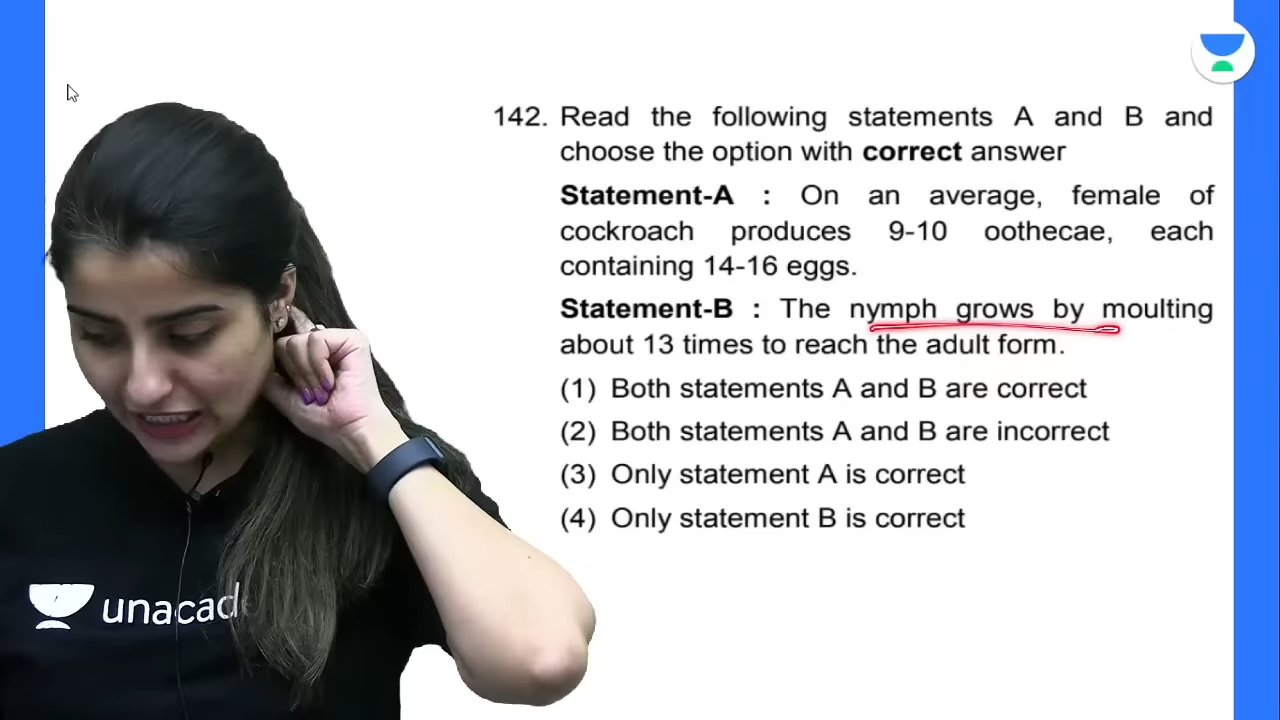 142. Read the following statements A and B and
choose the option with correct answer
Statement-A : On an average, female of
cockroach produces 9-10 oothecae, each
containing 14-16 eggs.
Statement-B : The nymph grows by moulting
about 13 times to reach the adult form.
(1) Both statements A and B are correct
(2) Both statements A and B are incorrect
(3) Only statement A is correct
(4) Only statement B is correct
unacade